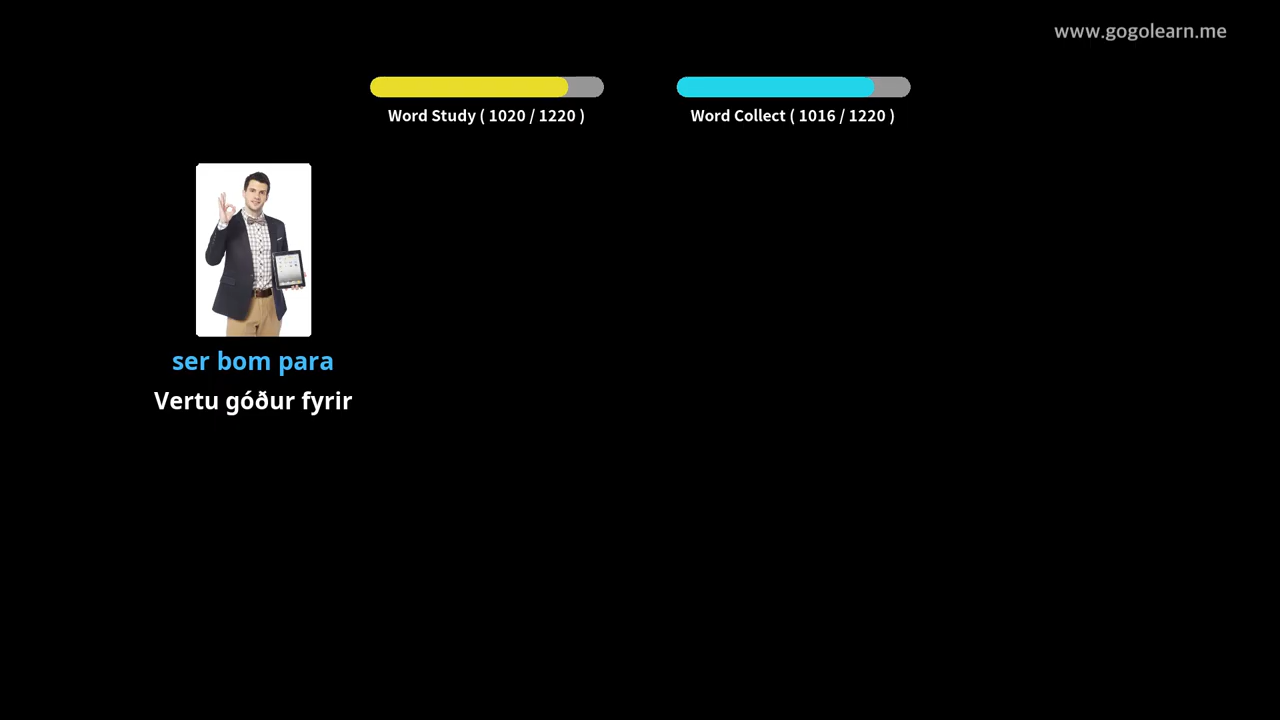 www.gogolearn.me
Word Study ( 1020 / 1220 )
Word Collect ( 1016 / 1220 )
ser bom para
Vertu góður fyrir